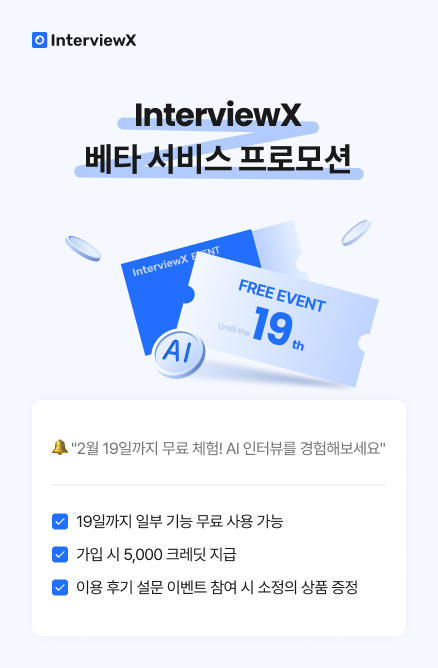 InterviewX
InterviewX
베타 서비스 프로모션
InterviewX EVENT
FREE EVENT
Untill the 19 th
AI
"2월 19일까지 무료 체험! AI 인터뷰를 경험해보세요"
19일까지 일부 기능 무료 사용 가능
가입 시 5,000 크레딧 지급
이용 후기 설문 이벤트 참여 시 소정의 상품 증정